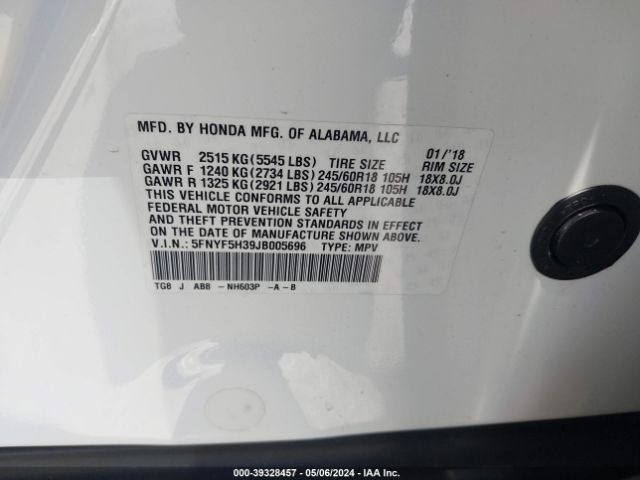 MFD. BY HONDA MFG. OF ALABAMA, LLC
GVWR 2515 KG (5545 LBS) TIRE SIZE 01/'18 RIM SIZE
GAWR F 1240 KG (2734 LBS) 245/60R18 105H 18X8.0J
GAWR R 1325 KG (2921 LBS) 245/60R18 105H 18X8.0J
THIS VEHICLE CONFORMS TO ALL APPLICABLE
FEDERAL MOTOR VEHICLE SAFETY
AND THEFT PREVENTION STANDARDS IN EFFECT ON
THE DATE OF MANUFACTURE SHOWN ABOVE.
V.I.N.: 5FNYF5H39JB005696 TYPE: MPV
TG8 J AB8 - NH603P -A-B
000-39328457 - 05/06/2024 - IAA Inc.